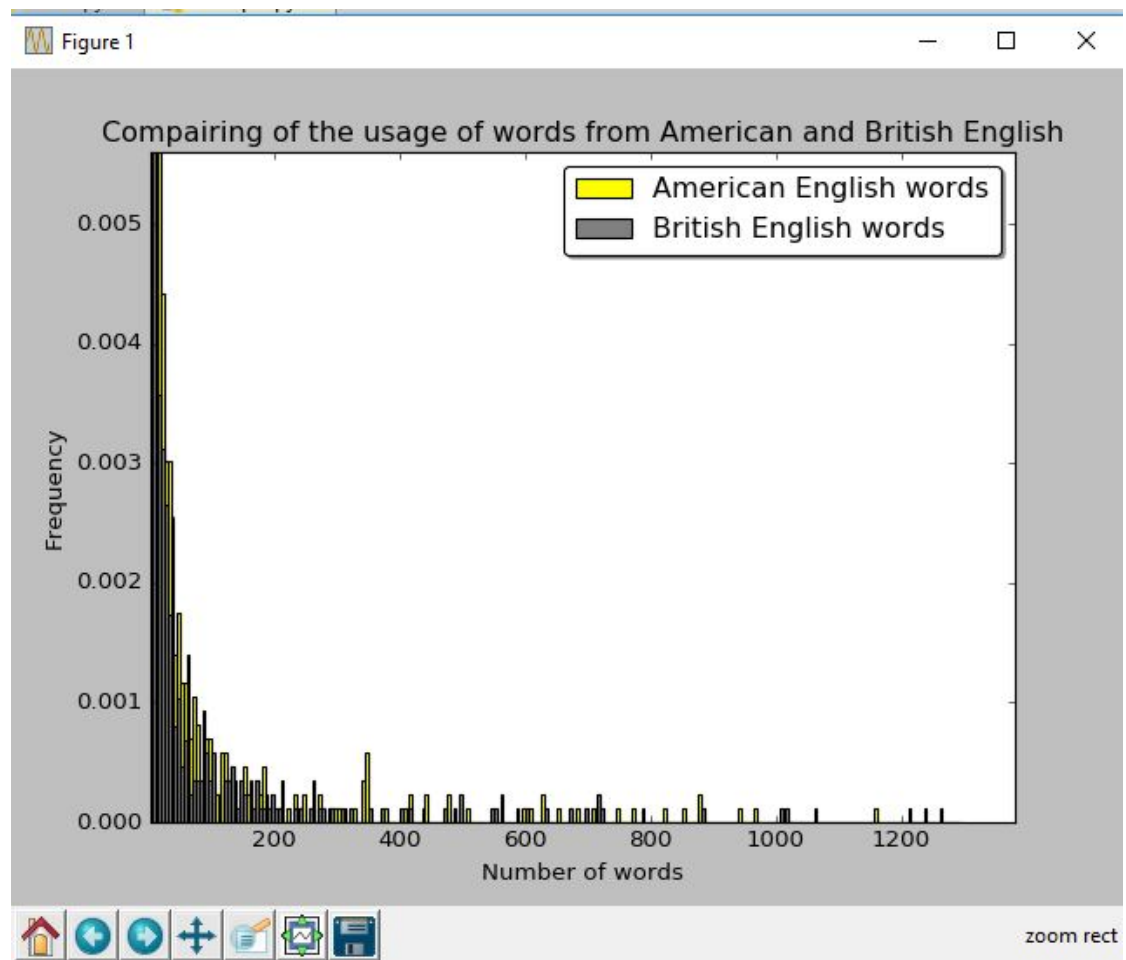 Figure 1
Compairing of the usage of words from American and British English
American English words
British English words
0.005
0.004
0.003
0.002
0.001
0.000
Frequency
200 400 600 800 1000 1200
Number of words
zoom rect